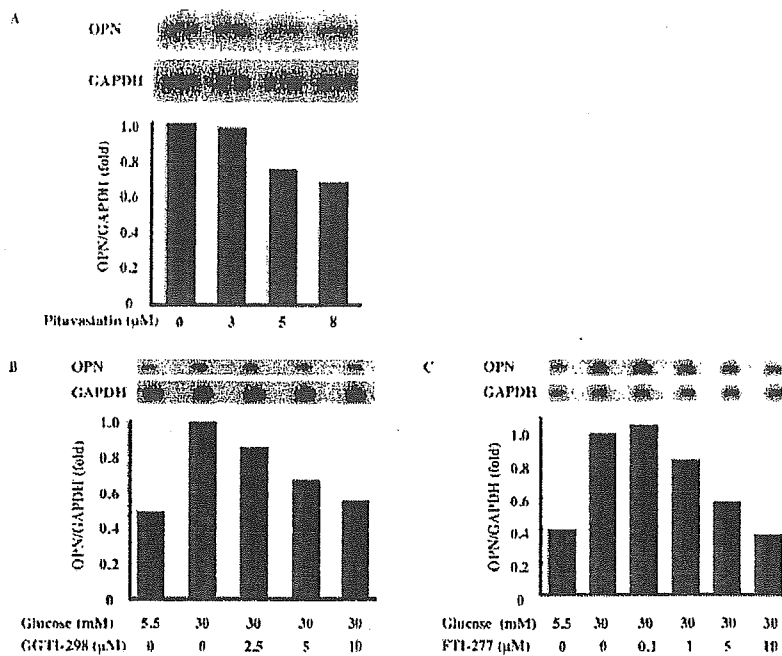 A
OPN
GAPDH
OPN/GAPDH (fold)
1.0
0.8
0.6
0.4
0.2
0
Pitavastatin (μM) 0 3 5 8
B
OPN
GAPDH
OPN/GAPDH (fold)
1.0
0.8
0.6
0.4
0.2
0
Glucose (mM) 5.5 30 30 30 30
GGTI-298 (μM) 0 0 2.5 5 10
C
OPN
GAPDH
OPN/GAPDH (fold)
1.0
0.8
0.6
0.4
0.2
0
Glucose (mM) 5.5 30 30 30 30 30
FTI-277 (μM) 0 0 0.1 1 5 10